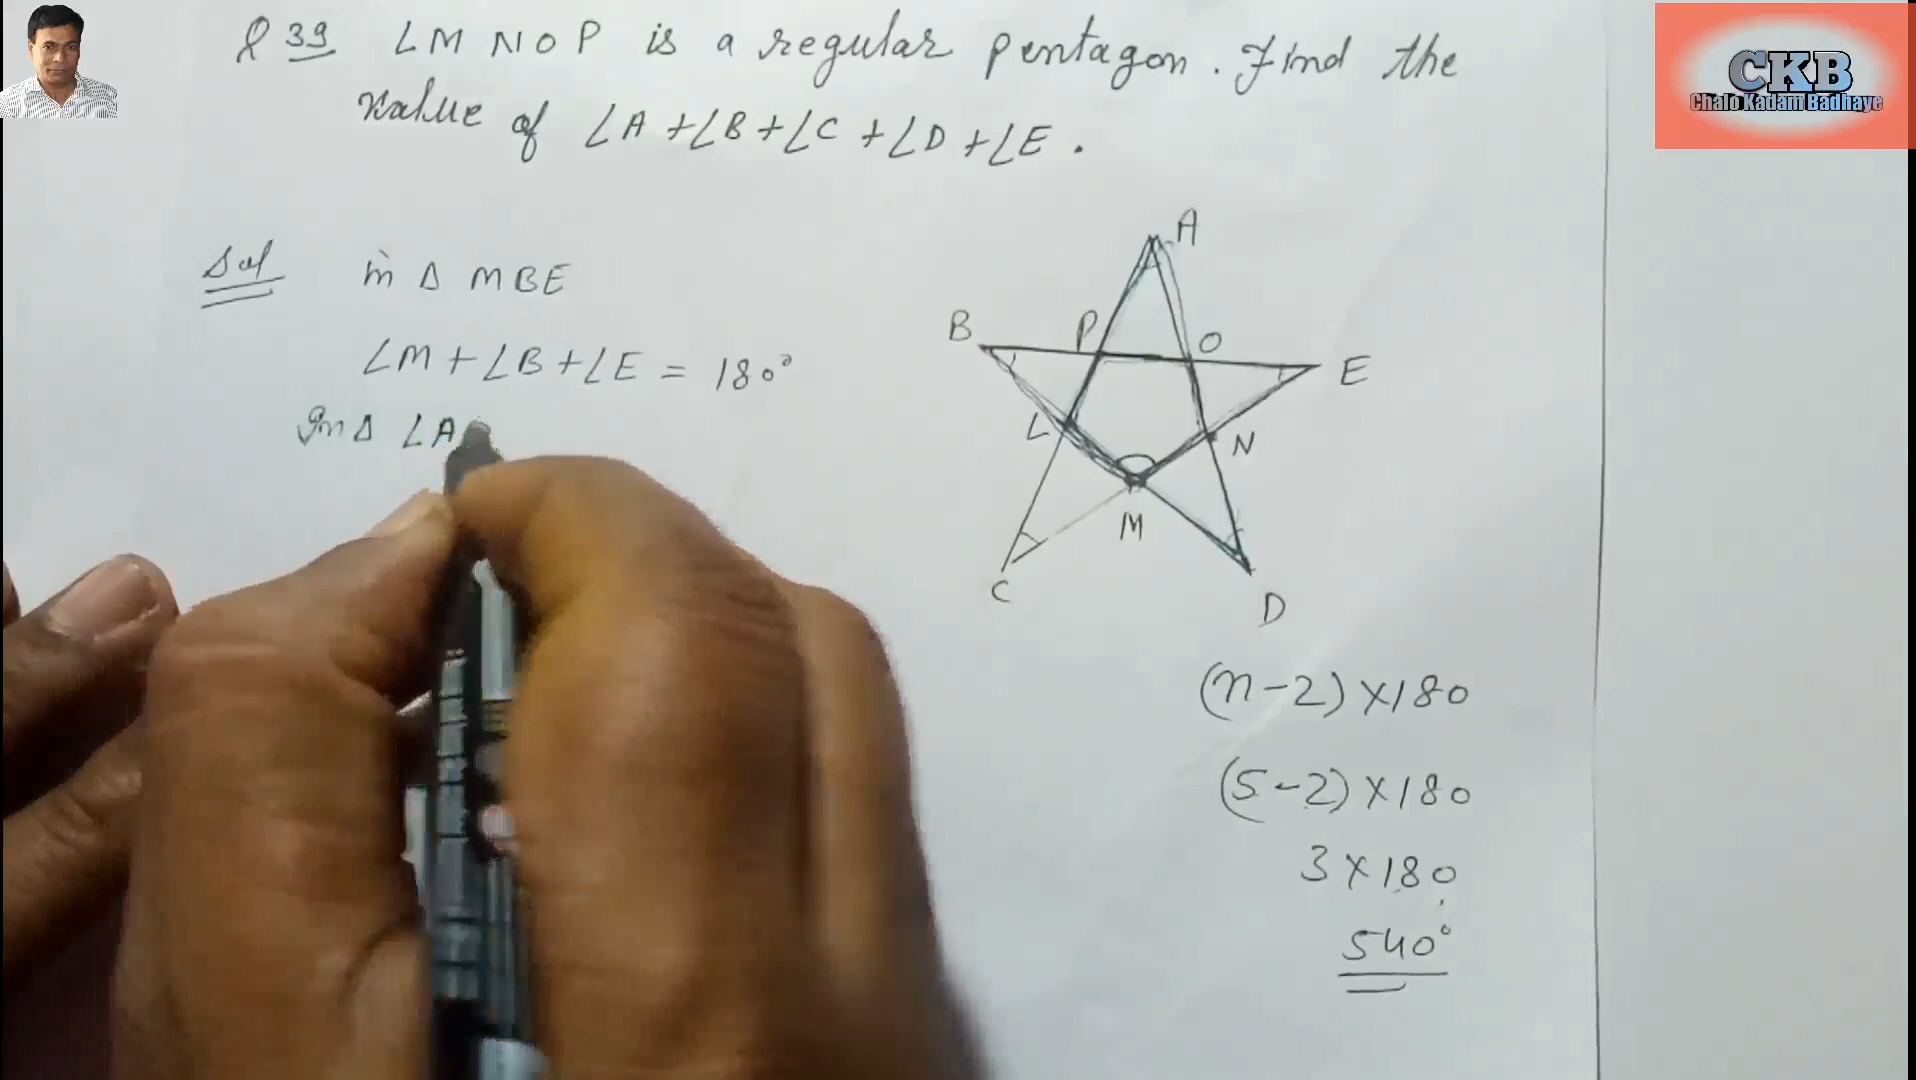 Q 39 LMNOP is a regular pentagon. Find the
value of ∠A+∠B+∠C+∠D+∠E.
CKB
Chalo Kadam Badhaye
Sol in Δ MBE
∠M+∠B+∠E = 180°
In Δ ∠A
A
B
P
O
E
L
N
M
C
D
(n-2)×180
(5-2)×180
3×180
540°